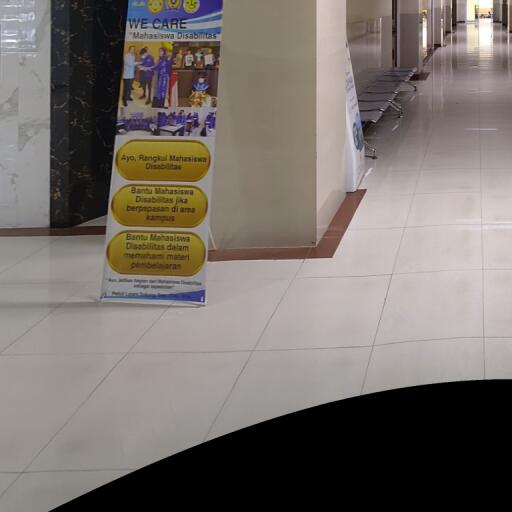 WE CARE
"Mahasiswa Disabilitas"
Ayo, Rangkul Mahasiswa
Disabilitas
Bantu Mahasiswa
Disabilitas jika
berpapasan di area
kampus
Bantu Mahasiswa
Disabilitas dalam
memahami materi
pembelajaran